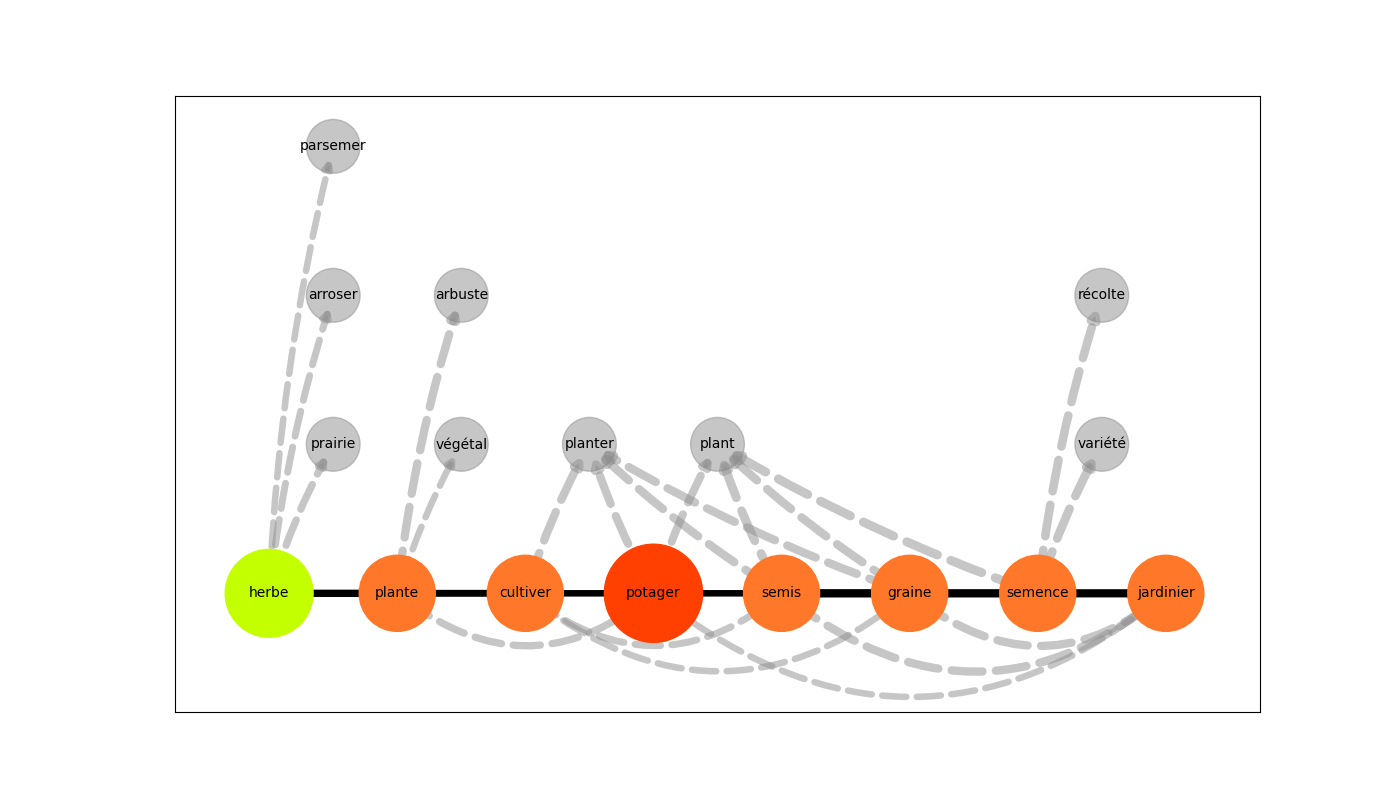 parsemer
arroser
arbuste
récolte
prairie
végétal
planter
plant
variété
herbe
plante
cultiver
potager
semis
graine
semence
jardinier